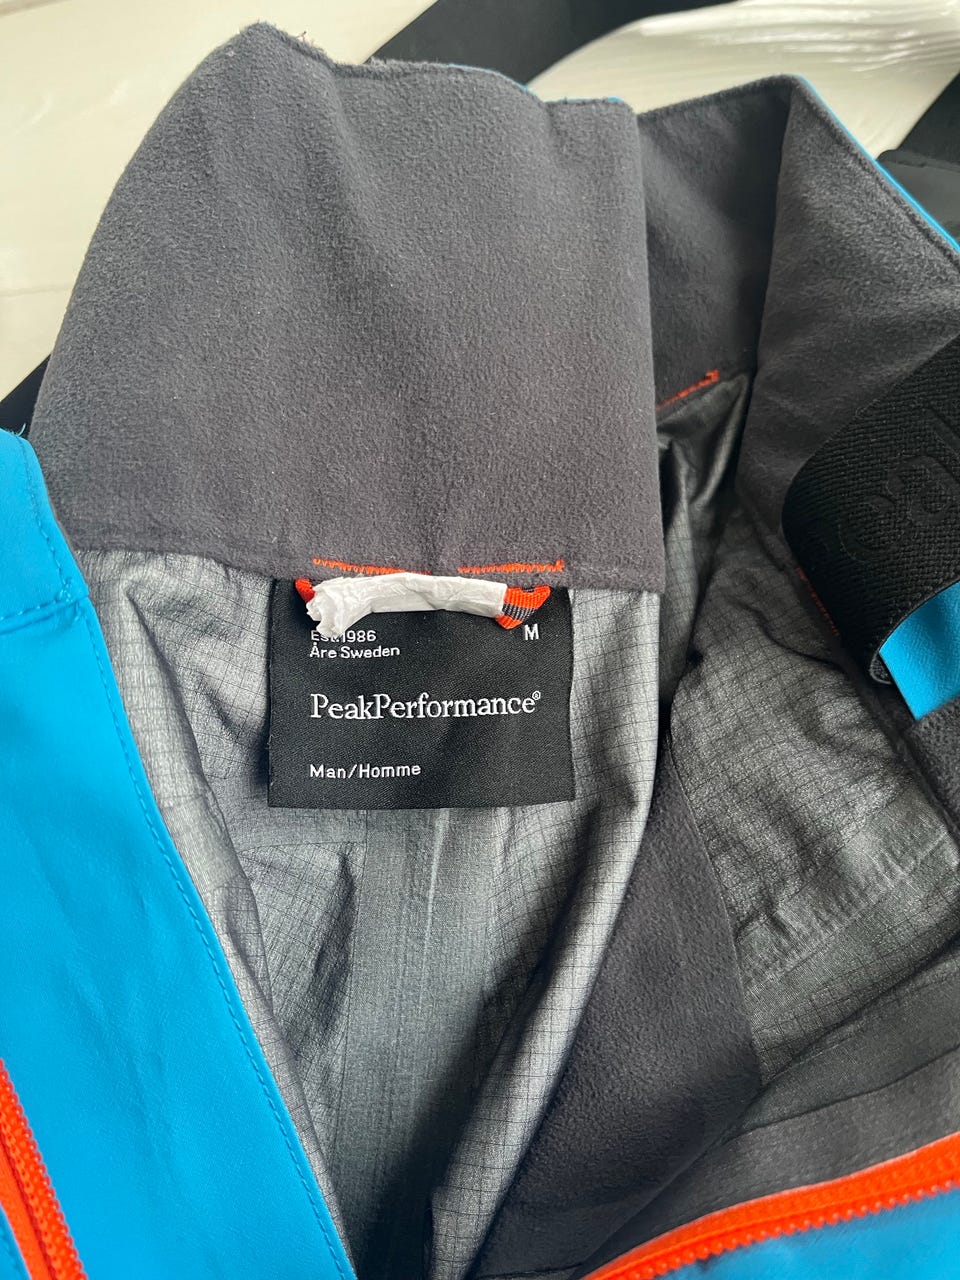 Est.1986
M
Åre Sweden
PeakPerformance®
Man/Homme